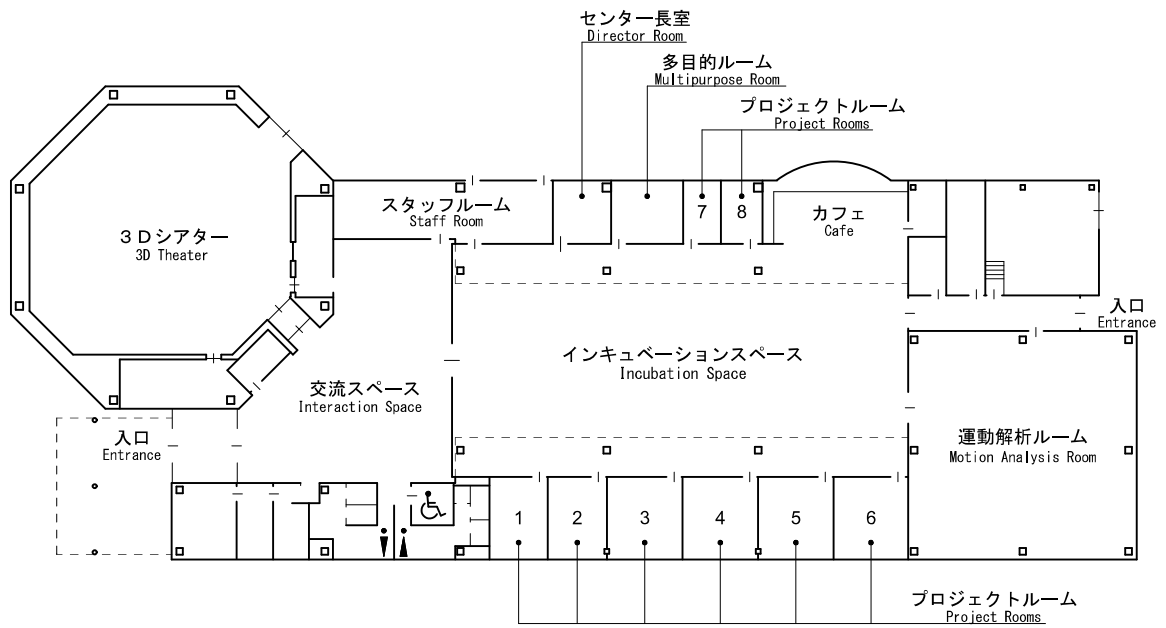 センター長室
Director Room
多目的ルーム
Multipurpose Room
プロジェクトルーム
Project Rooms
スタッフルーム
Staff Room
7
8
カフェ
Cafe
3Dシアター
3D Theater
入口
Entrance
インキュベーションスペース
Incubation Space
交流スペース
Interaction Space
入口
Entrance
運動解析ルーム
Motion Analysis Room
1
2
3
4
5
6
プロジェクトルーム
Project Rooms